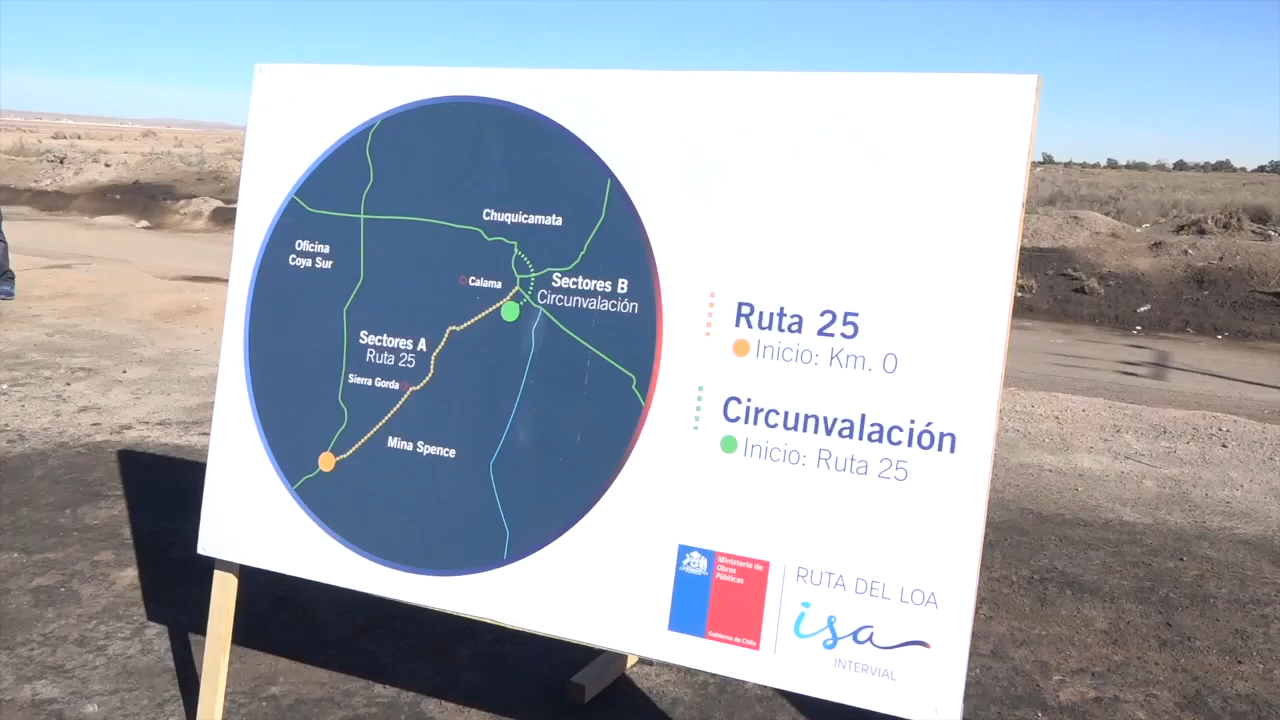 Chuquicamata
Oficina
Coya Sur
Calama
Sectores B
Circunvalación
Sectores A
Ruta 25
Sierra Gorda
Mina Spence
Ruta 25
Inicio: Km. 0
Circunvalación
Inicio: Ruta 25
Ministerio de
Obras
Públicas
Gobierno de Chile
RUTA DEL LOA
isa
INTERVIAL